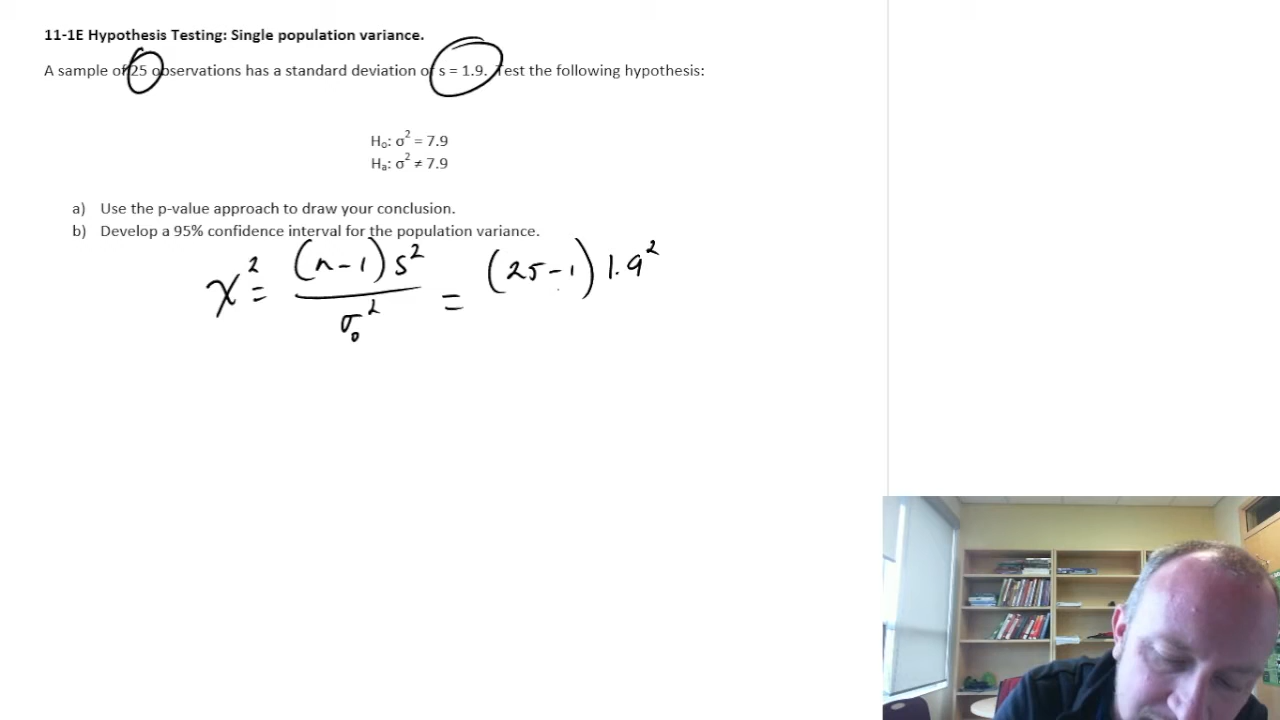 11-1E Hypothesis Testing: Single population variance.
A sample of 25 observations has a standard deviation of s = 1.9. Test the following hypothesis:
H₀: σ² = 7.9
Hₐ: σ² ≠ 7.9
a) Use the p-value approach to draw your conclusion.
b) Develop a 95% confidence interval for the population variance.
χ² = (n-1)s² / σ₀² = (25-1)1.9²